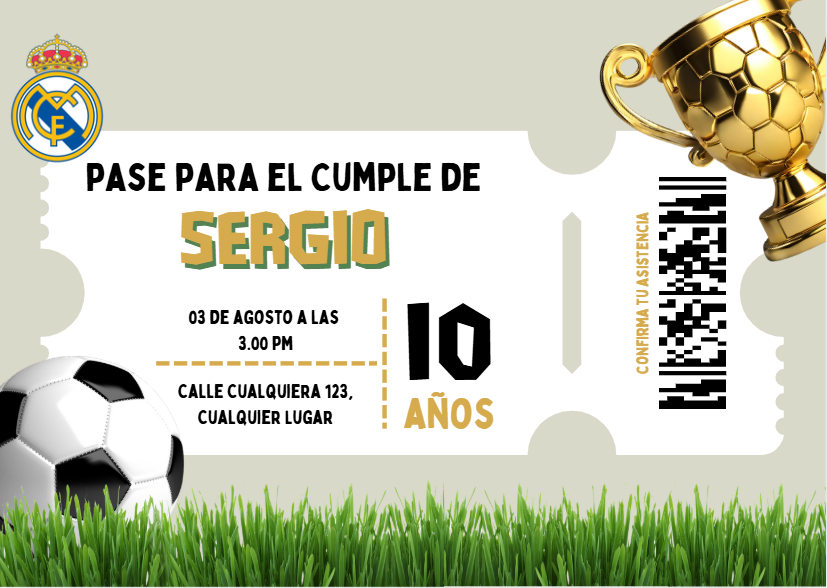 PASE PARA EL CUMPLE DE
SERGIO
03 DE AGOSTO A LAS
3.00 PM
CALLE CUALQUIERA 123,
CUALQUIER LUGAR
10
AÑOS
CONFIRMA TU ASISTENCIA